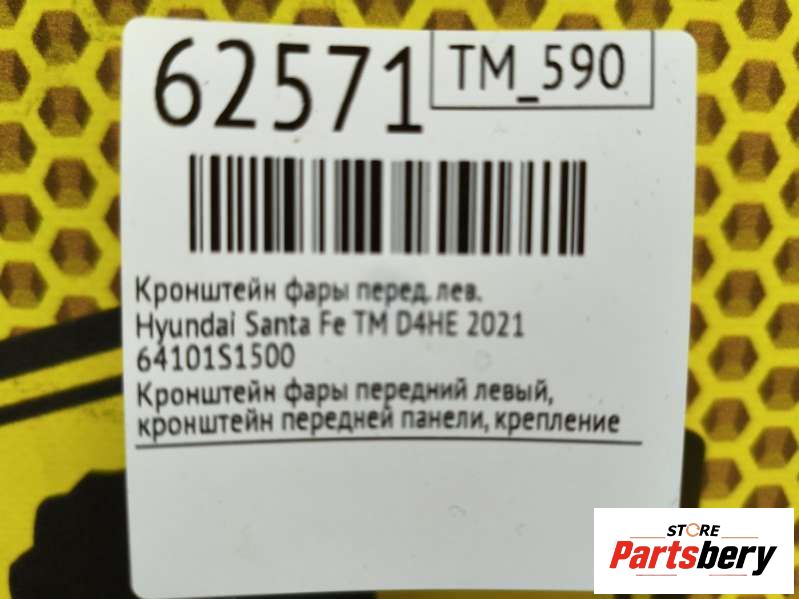 62571
TM_590
Кронштейн фары перед. лев.
Hyundai Santa Fe TM D4HE 2021
64101S1500
Кронштейн фары передний левый,
кронштейн передней панели, крепление
STORE
Partsbery